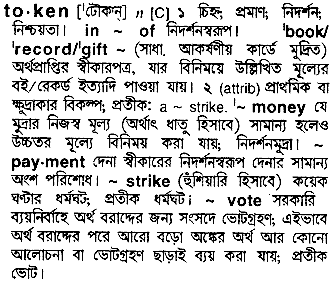 to·ken ['টোকন্] n [C] ১ চিহ্ন; প্রমাণ; নিদর্শন;
নিশ্চয়তা। in ~ of নিদর্শনস্বরূপ। 'book/
'record/'gift ~ (সাধা. আকর্ষণীয় কার্ডে মুদ্রিত)
অর্থপ্রাপ্তির স্বীকারপত্র, যার বিনিময়ে উল্লিখিত মূল্যের
বই/রেকর্ড ইত্যাদি পাওয়া যায়। ২ (attrib) প্রাথমিক বা
ক্ষুদ্রাকার বিকল্প; প্রতীক: a ~ strike. '~ money যে
মুদ্রার নিজস্ব মূল্য (অর্থাৎ ধাতু হিসাবে) সামান্য হলেও
উচ্চতর মূল্যে বিনিময় করা যায়; নিদর্শনমুদ্রা। ~
pay·ment দেনা স্বীকারের নিদর্শনস্বরূপ দেনার সামান্য
অংশ পরিশোধ। ~ strike (হুঁশিয়ারি হিসাবে) কয়েক
ঘণ্টার ধর্মঘট; প্রতীক ধর্মঘট। ~ vote সরকারি
ব্যয়নির্বাহে অর্থ বরাদ্দের জন্য সংসদে ভোটগ্রহণ; এইভাবে
অর্থ বরাদ্দের পরে আরো বড়ো অঙ্কের অর্থ আর কোনো
আলোচনা বা ভোটগ্রহণ ছাড়াই ব্যয় করা যায়; প্রতীক
ভোট।